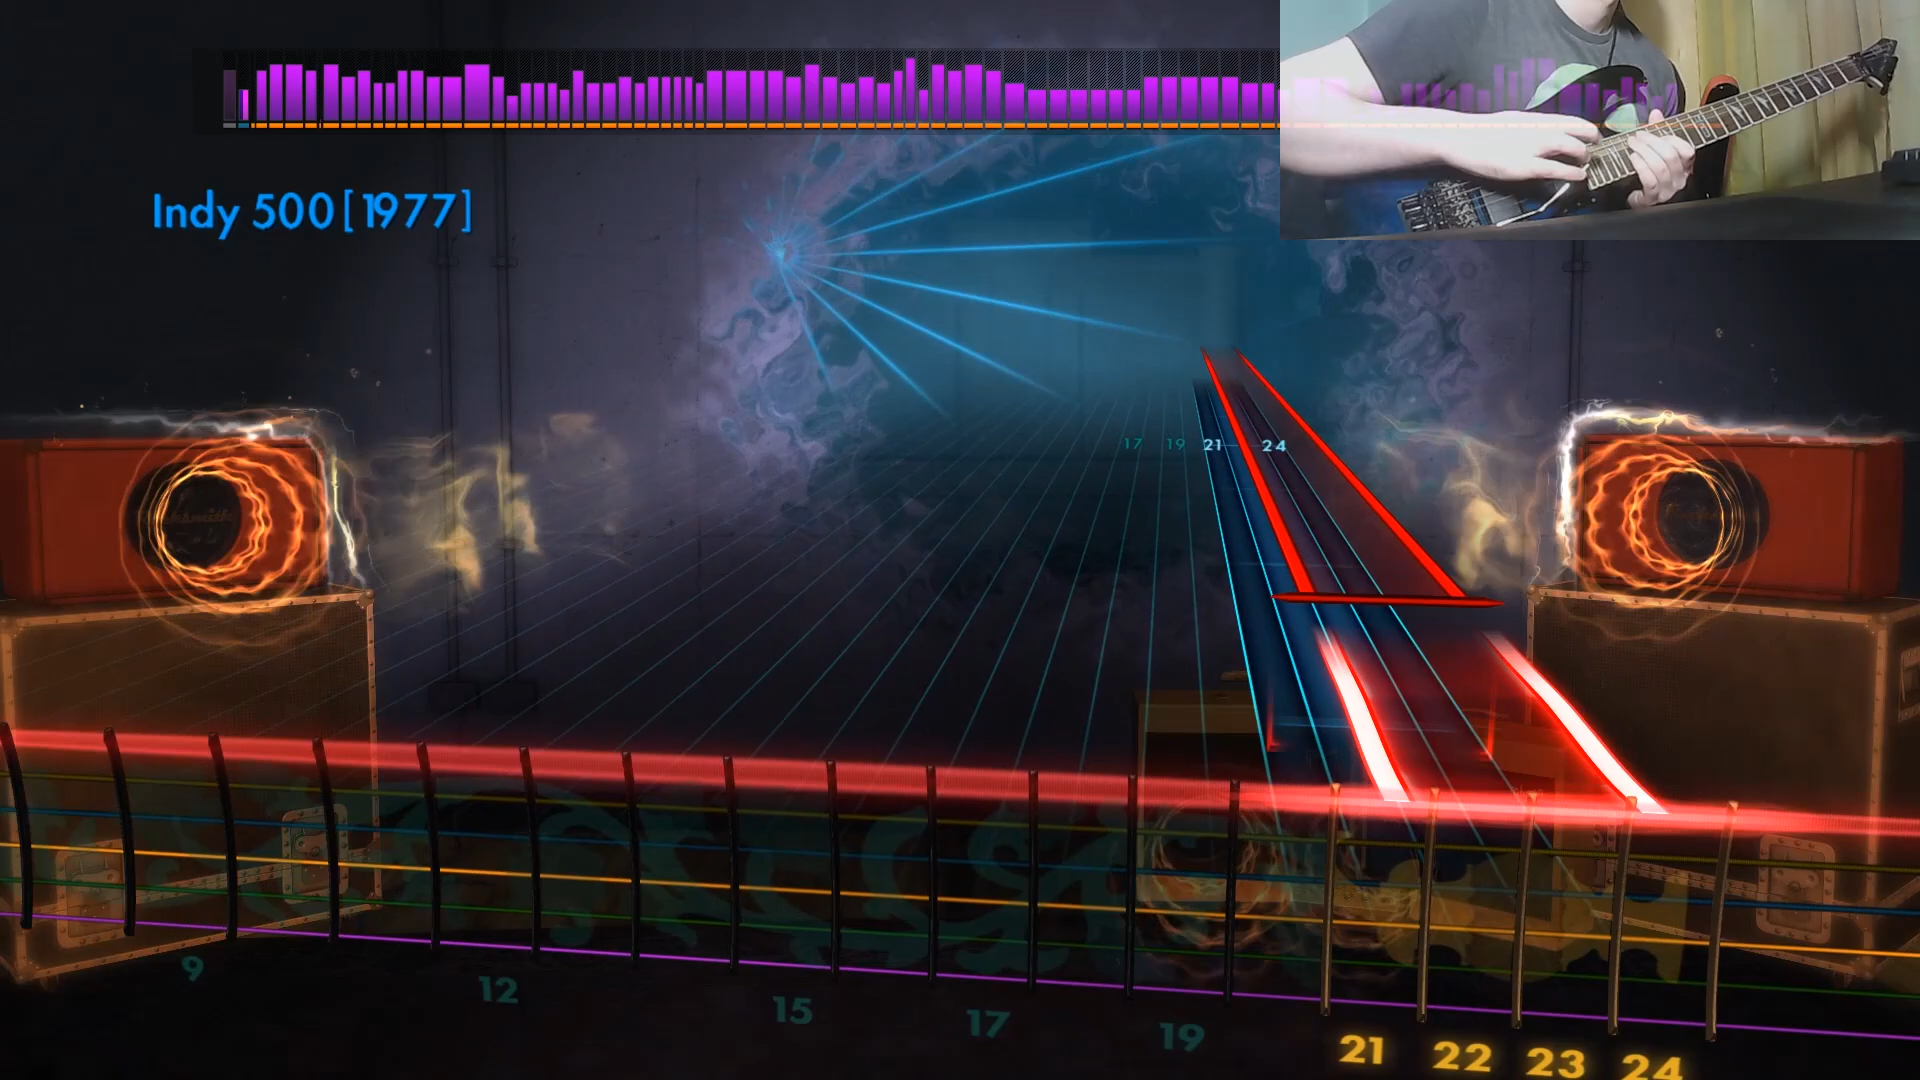 Indy 500 [1977]
17 19 21 24
9 12 15 17 19 21 22 23 24